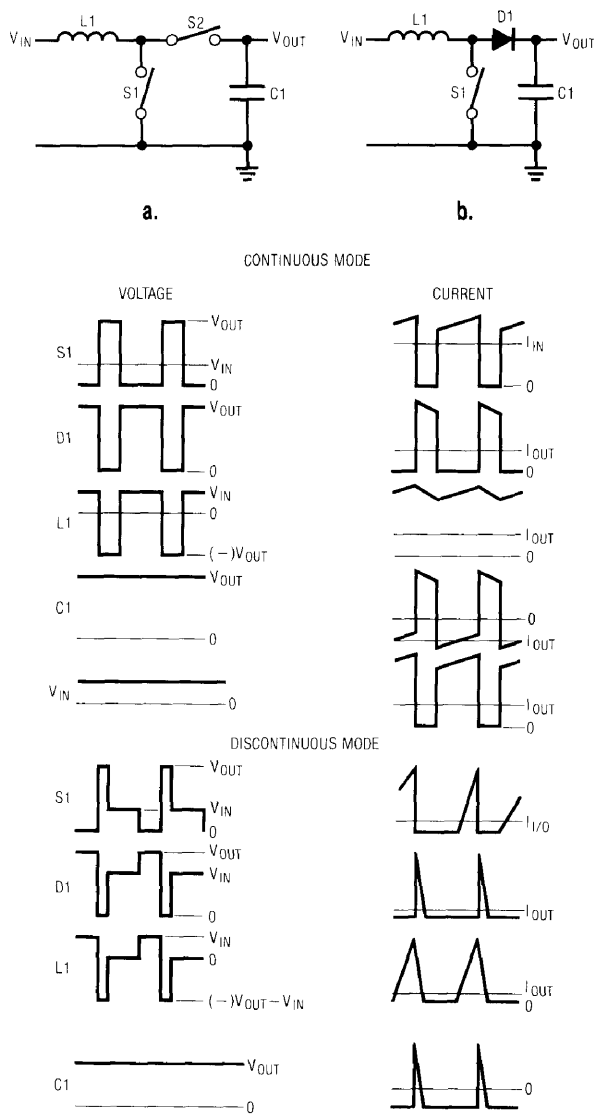 L1 S2 L1 D1
V_IN V_OUT V_IN V_OUT
S1 C1 S1 C1
a. b.
CONTINUOUS MODE
VOLTAGE CURRENT
S1 V_OUT
V_IN I_IN
0 0
D1 V_OUT
I_OUT
0 0
L1 V_IN
0
I_OUT
(−)V_OUT 0
C1 V_OUT
0
0 I_OUT
V_IN 0 I_OUT
0
DISCONTINUOUS MODE
S1 V_OUT
V_IN
0 I_I/O
D1 V_OUT
V_IN
0 I_OUT
L1 V_IN
0
I_OUT
(−)V_OUT − V_IN 0
C1 V_OUT
0
0